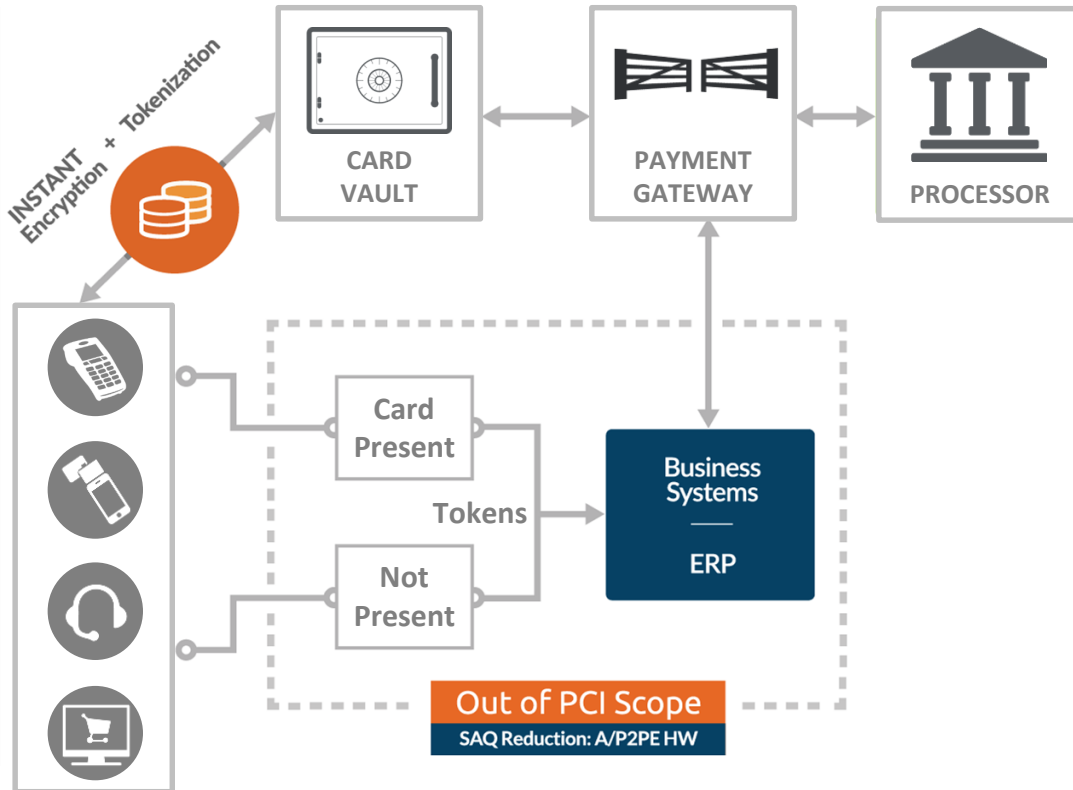 INSTANT
Encryption + Tokenization
CARD
VAULT
PAYMENT
GATEWAY
PROCESSOR
Card
Present
Tokens
Not
Present
Business
Systems
ERP
Out of PCI Scope
SAQ Reduction: A/P2PE HW